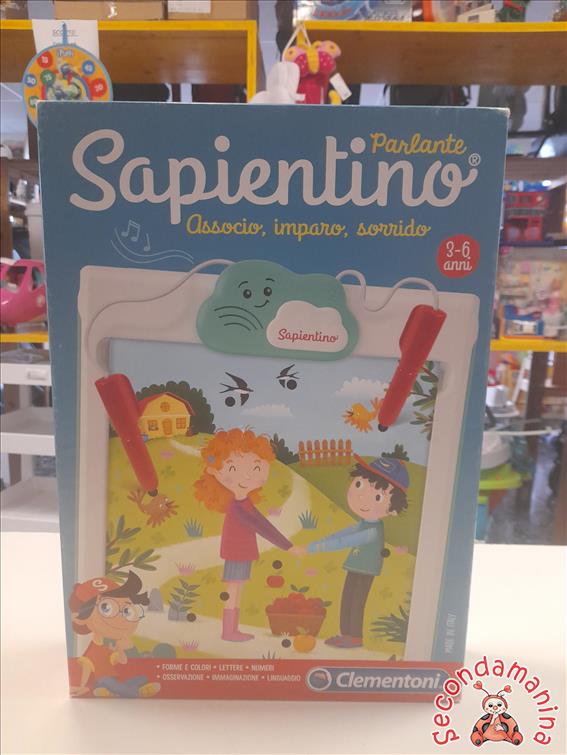 Parlante
Sapientino®
Associo, imparo, sorrido
3-6
anni
Sapientino
MADE IN ITALY
S
• FORME E COLORI • LETTERE • NUMERI
• OSSERVAZIONE • IMMAGINAZIONE • LINGUAGGIO
Clementoni
Secondamanina